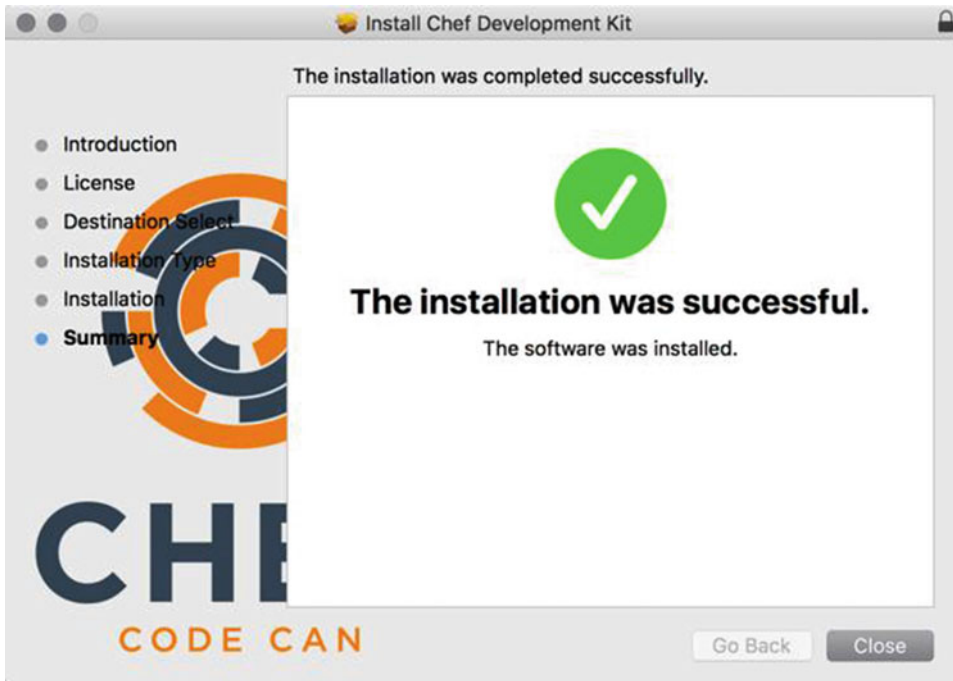 Install Chef Development Kit
The installation was completed successfully.
Introduction
License
Destination Select
Installation Type
Installation
Summary
The installation was successful.
The software was installed.
CHE
CODE CAN
Go Back
Close